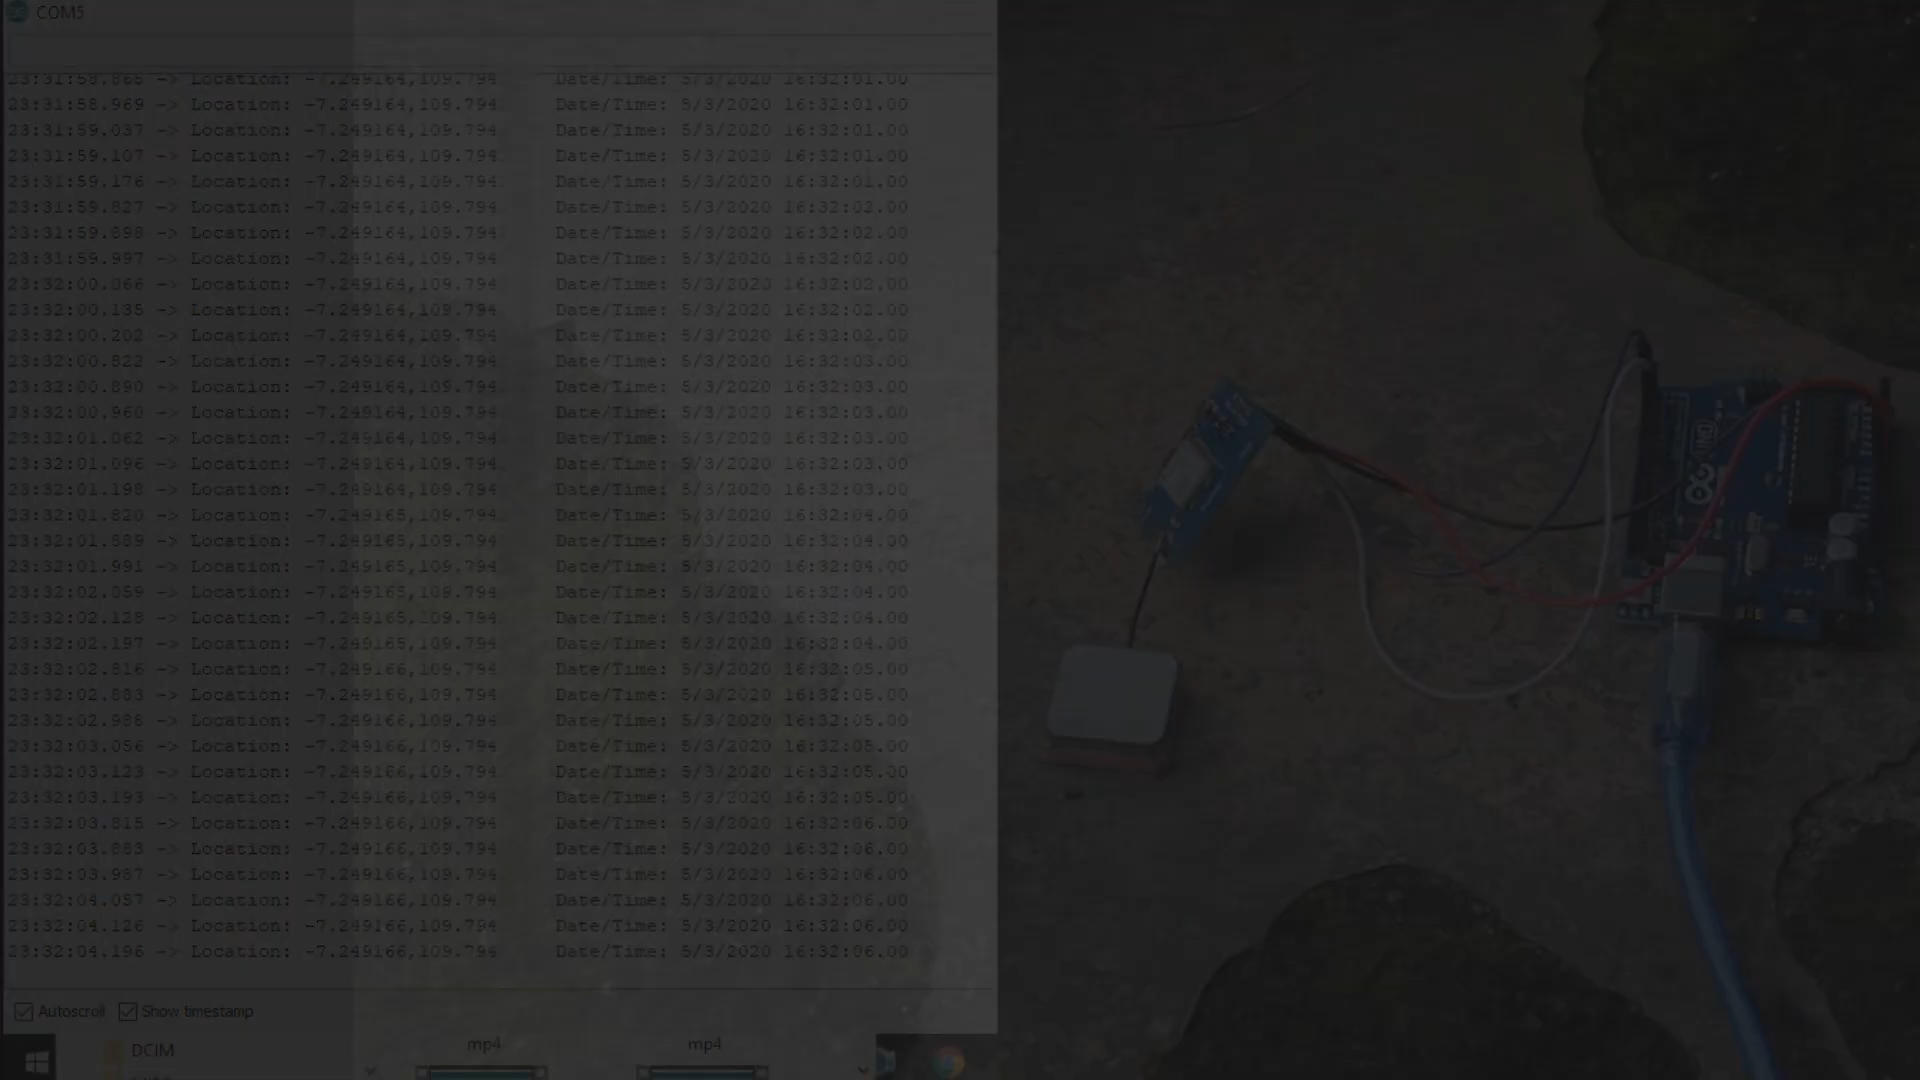 COM5
23:31:58.865 -> Location: -7.249164,109.794 Date/Time: 5/3/2020 16:32:01.00
23:31:58.969 -> Location: -7.249164,109.794 Date/Time: 5/3/2020 16:32:01.00
23:31:59.037 -> Location: -7.249164,109.794 Date/Time: 5/3/2020 16:32:01.00
23:31:59.107 -> Location: -7.249164,109.794 Date/Time: 5/3/2020 16:32:01.00
23:31:59.176 -> Location: -7.249164,109.794 Date/Time: 5/3/2020 16:32:01.00
23:31:59.827 -> Location: -7.249164,109.794 Date/Time: 5/3/2020 16:32:02.00
23:31:59.898 -> Location: -7.249164,109.794 Date/Time: 5/3/2020 16:32:02.00
23:31:59.997 -> Location: -7.249164,109.794 Date/Time: 5/3/2020 16:32:02.00
23:32:00.066 -> Location: -7.249164,109.794 Date/Time: 5/3/2020 16:32:02.00
23:32:00.135 -> Location: -7.249164,109.794 Date/Time: 5/3/2020 16:32:02.00
23:32:00.202 -> Location: -7.249164,109.794 Date/Time: 5/3/2020 16:32:02.00
23:32:00.822 -> Location: -7.249164,109.794 Date/Time: 5/3/2020 16:32:03.00
23:32:00.890 -> Location: -7.249164,109.794 Date/Time: 5/3/2020 16:32:03.00
23:32:00.960 -> Location: -7.249164,109.794 Date/Time: 5/3/2020 16:32:03.00
23:32:01.062 -> Location: -7.249164,109.794 Date/Time: 5/3/2020 16:32:03.00
23:32:01.096 -> Location: -7.249164,109.794 Date/Time: 5/3/2020 16:32:03.00
23:32:01.198 -> Location: -7.249164,109.794 Date/Time: 5/3/2020 16:32:03.00
23:32:01.820 -> Location: -7.249165,109.794 Date/Time: 5/3/2020 16:32:04.00
23:32:01.889 -> Location: -7.249165,109.794 Date/Time: 5/3/2020 16:32:04.00
23:32:01.991 -> Location: -7.249165,109.794 Date/Time: 5/3/2020 16:32:04.00
23:32:02.059 -> Location: -7.249165,109.794 Date/Time: 5/3/2020 16:32:04.00
23:32:02.128 -> Location: -7.249165,109.794 Date/Time: 5/3/2020 16:32:04.00
23:32:02.197 -> Location: -7.249165,109.794 Date/Time: 5/3/2020 16:32:04.00
23:32:02.816 -> Location: -7.249166,109.794 Date/Time: 5/3/2020 16:32:05.00
23:32:02.883 -> Location: -7.249166,109.794 Date/Time: 5/3/2020 16:32:05.00
23:32:02.988 -> Location: -7.249166,109.794 Date/Time: 5/3/2020 16:32:05.00
23:32:03.056 -> Location: -7.249166,109.794 Date/Time: 5/3/2020 16:32:05.00
23:32:03.123 -> Location: -7.249166,109.794 Date/Time: 5/3/2020 16:32:05.00
23:32:03.193 -> Location: -7.249166,109.794 Date/Time: 5/3/2020 16:32:05.00
23:32:03.815 -> Location: -7.249166,109.794 Date/Time: 5/3/2020 16:32:06.00
23:32:03.883 -> Location: -7.249166,109.794 Date/Time: 5/3/2020 16:32:06.00
23:32:03.987 -> Location: -7.249166,109.794 Date/Time: 5/3/2020 16:32:06.00
23:32:04.057 -> Location: -7.249166,109.794 Date/Time: 5/3/2020 16:32:06.00
23:32:04.126 -> Location: -7.249166,109.794 Date/Time: 5/3/2020 16:32:06.00
23:32:04.196 -> Location: -7.249166,109.794 Date/Time: 5/3/2020 16:32:06.00
Autoscroll Show timestamp
DCIM mp4 mp4